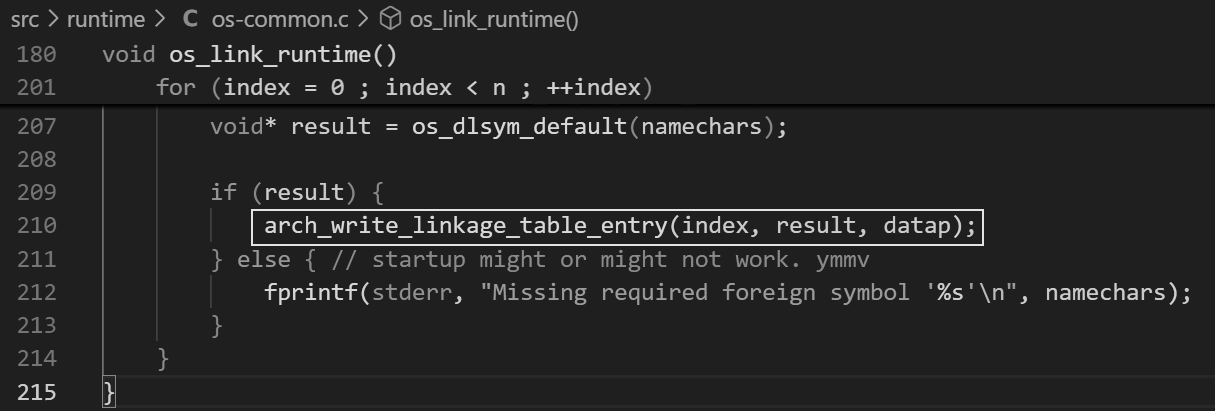 src > runtime > C os-common.c > os_link_runtime()
180 void os_link_runtime()
201 for (index = 0 ; index < n ; ++index)
207 void* result = os_dlsym_default(namechars);
208
209 if (result) {
210 arch_write_linkage_table_entry(index, result, datap);
211 } else { // startup might or might not work. ymmv
212 fprintf(stderr, "Missing required foreign symbol '%s'\n", namechars);
213 }
214 }
215 }